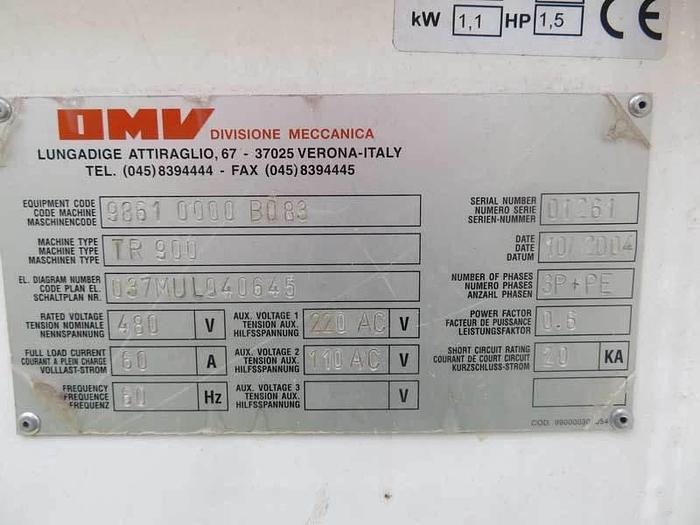 kW 1,1 HP 1,5 CE
OMV DIVISIONE MECCANICA
LUNGADIGE ATTIRAGLIO, 67 - 37025 VERONA-ITALY
TEL. (045)8394444 - FAX (045)8394445
EQUIPMENT CODE
CODE MACHINE
MASCHINENCODE
9861 0000 B083
SERIAL NUMBER
NUMERO SERIE
SERIEN-NUMMER
01261
MACHINE TYPE
MACHINE TYPE
MASCHINEN TYPE
TR 900
DATE
DATE
DATUM
10/2004
EL. DIAGRAM NUMBER
CODE PLAN EL.
SCHALTPLAN NR.
037MUL940645
NUMBER OF PHASES
NUMERO PHASES
ANZAHL PHASEN
3P+PE
RATED VOLTAGE
TENSION NOMINALE
NENNSPANNUNG
480 V
AUX. VOLTAGE 1
TENSION AUX.
HILFSSPANNUNG
220 AC V
POWER FACTOR
FACTEUR DE PUISSANCE
LEISTUNGSFAKTOR
0.6
FULL LOAD CURRENT
COURANT A PLEIN CHARGE
VOLLLAST-STROM
60 A
AUX. VOLTAGE 2
TENSION AUX.
HILFSSPANNUNG
110 AC V
SHORT CIRCUIT RATING
COURANT DE COURT CIRCUIT
KURZSCHLUSS-STROM
20 KA
FREQUENCY
FREQUENCE
FREQUENZ
60 Hz
AUX. VOLTAGE 3
TENSION AUX.
HILFSSPANNUNG
V
COD.